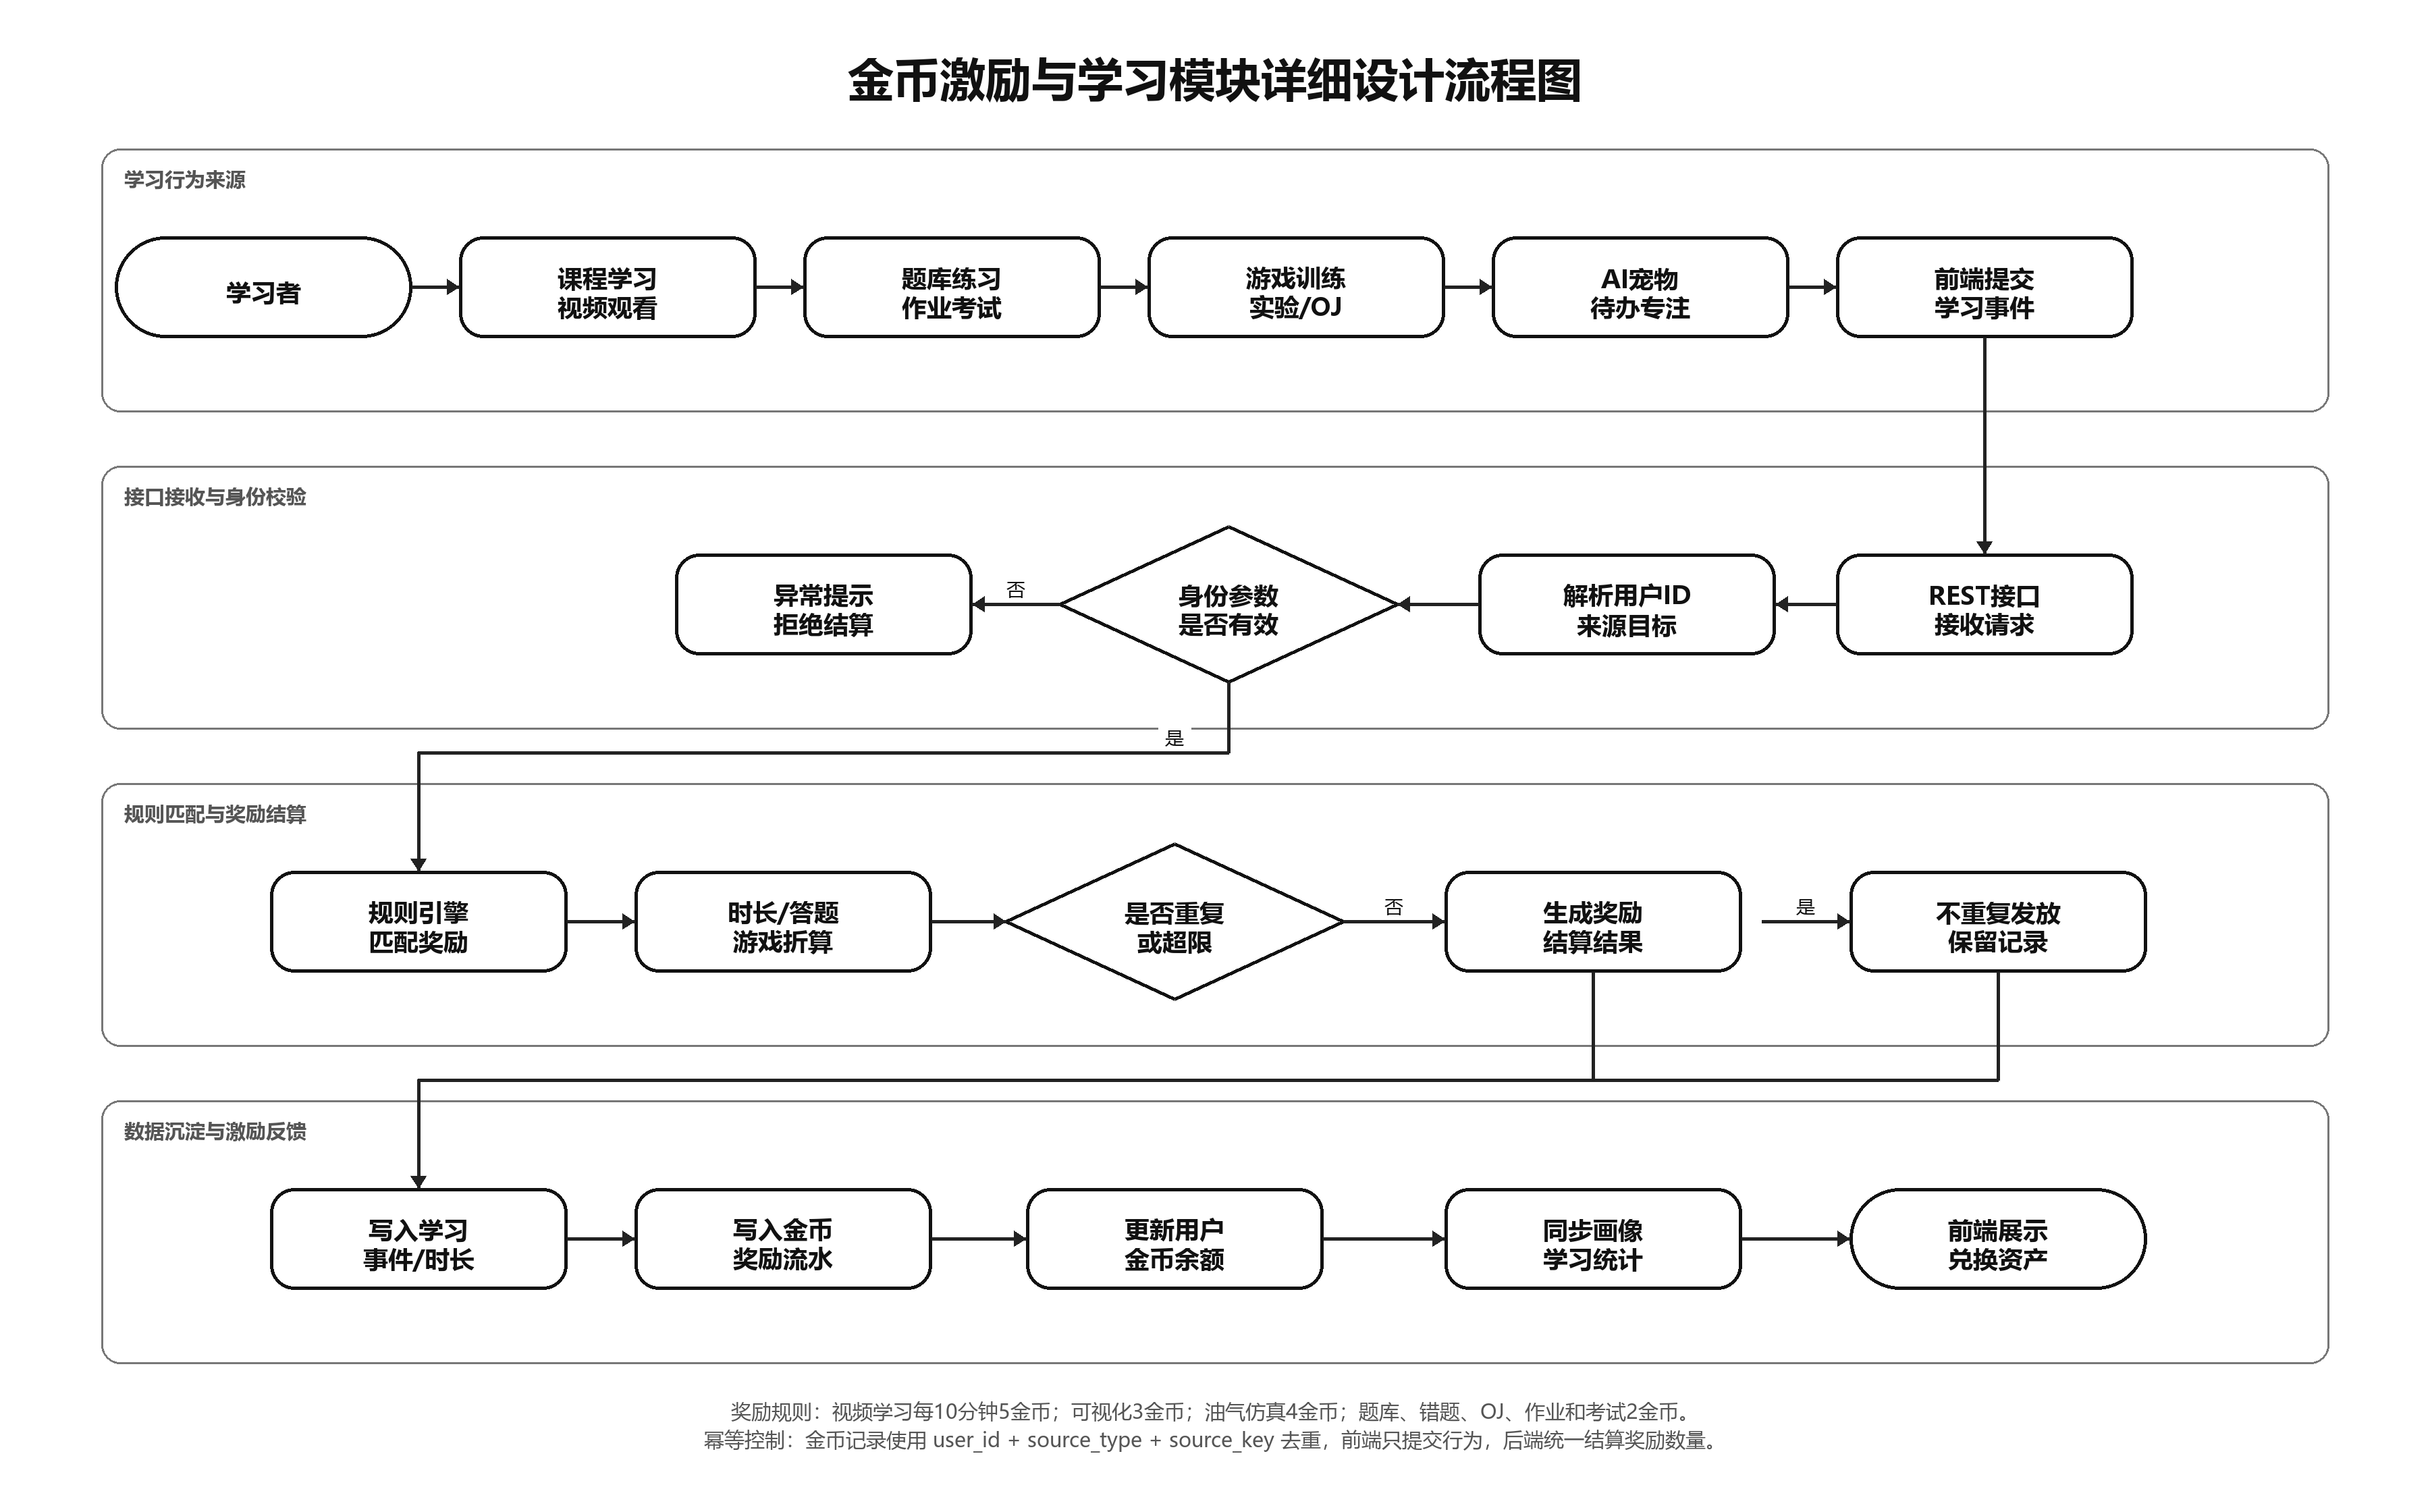 金币激励与学习模块详细设计流程图
学习行为来源
学习者
课程学习
视频观看
题库练习
作业考试
游戏训练
实验/OJ
AI宠物
待办专注
前端提交
学习事件
接口接收与身份校验
异常提示
拒绝结算
否
身份参数
是否有效
解析用户ID
来源目标
REST接口
接收请求
是
规则匹配与奖励结算
规则引擎
匹配奖励
时长/答题
游戏折算
是否重复
或超限
否
生成奖励
结算结果
是
不重复发放
保留记录
数据沉淀与激励反馈
写入学习
事件/时长
写入金币
奖励流水
更新用户
金币余额
同步画像
学习统计
前端展示
兑换资产
奖励规则：视频学习每10分钟5金币；可视化3金币；油气仿真4金币；题库、错题、OJ、作业和考试2金币。
幂等控制：金币记录使用 user_id + source_type + source_key 去重，前端只提交行为，后端统一结算奖励数量。